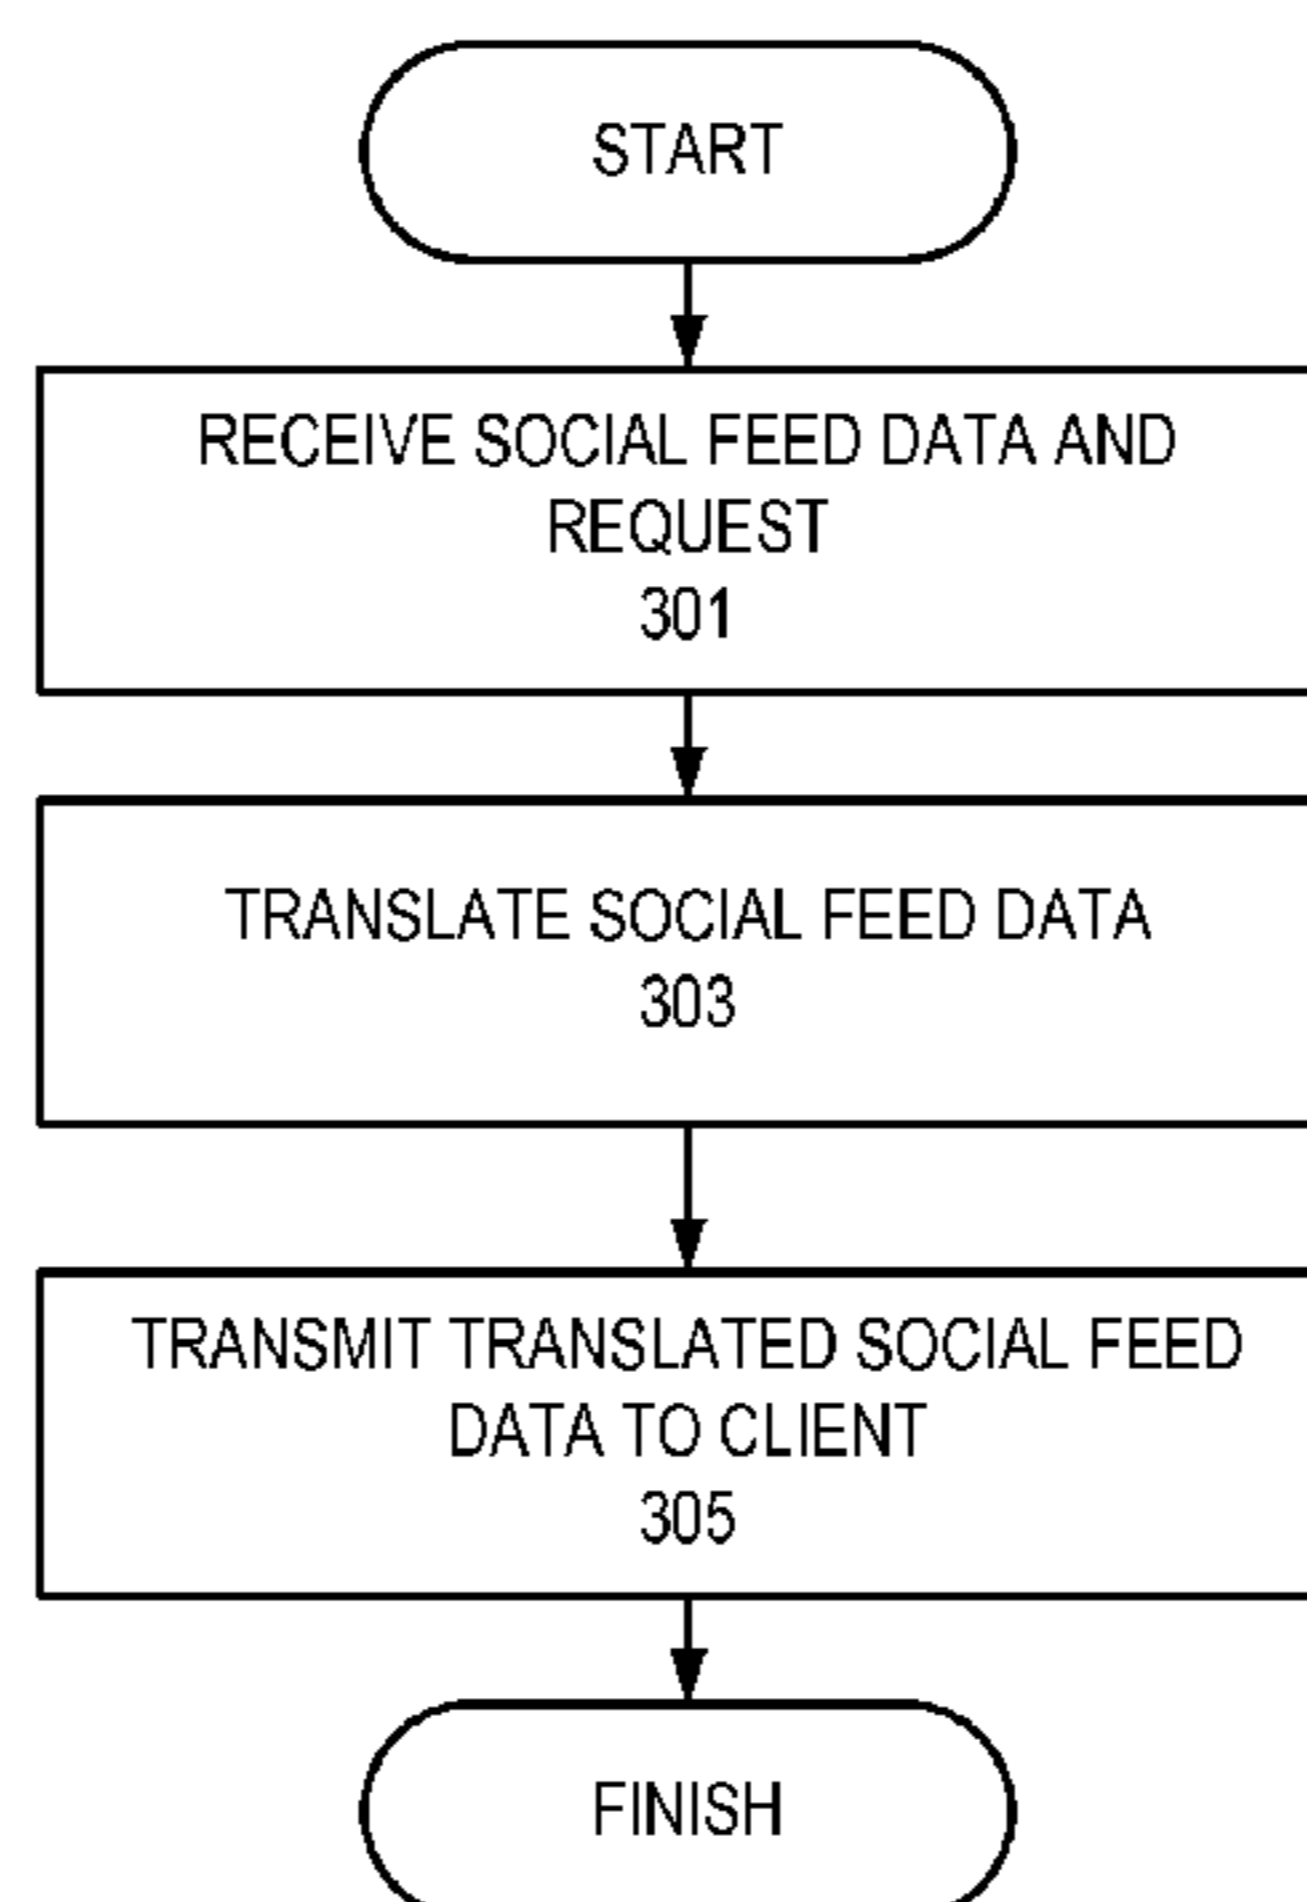 START
RECEIVE SOCIAL FEED DATA AND
REQUEST
301
TRANSLATE SOCIAL FEED DATA
303
TRANSMIT TRANSLATED SOCIAL FEED
DATA TO CLIENT
305
FINISH